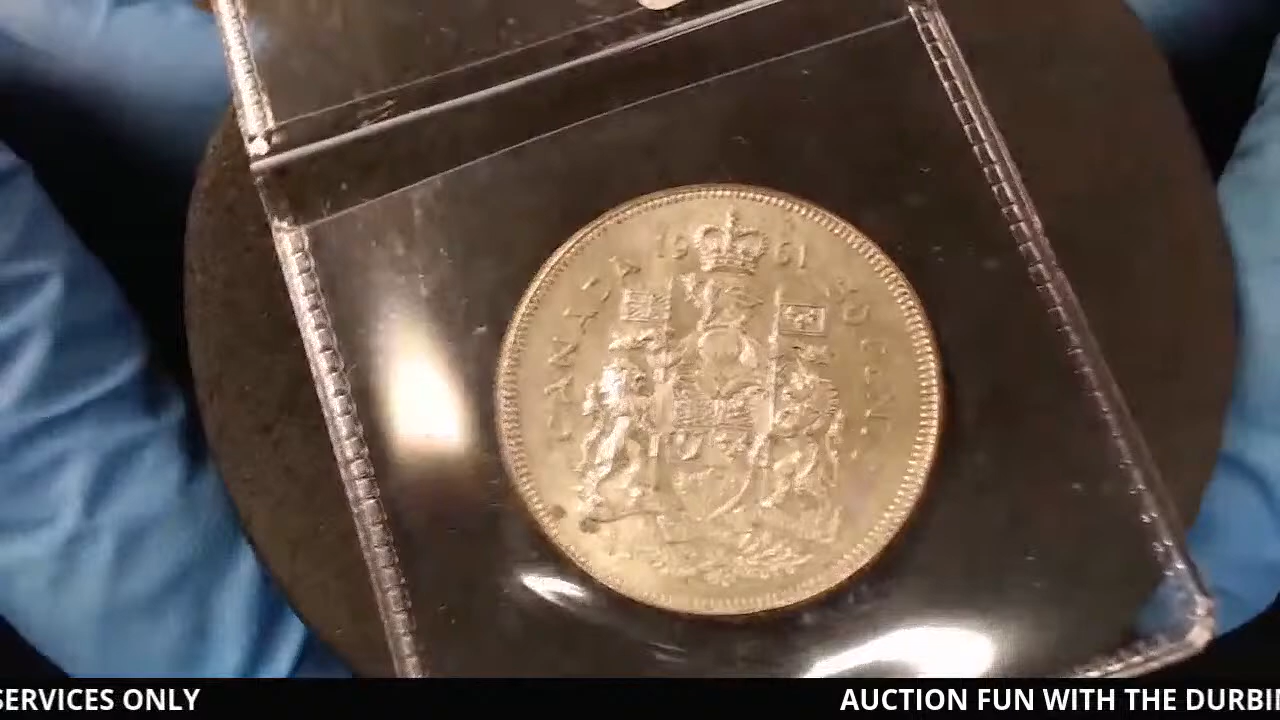 CANADA 1961 50 CENTS
SERVICES ONLY
AUCTION FUN WITH THE DURBI